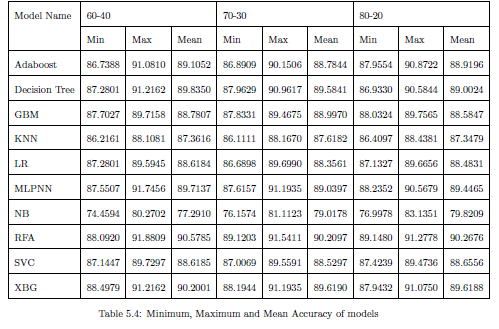 Model Name 60-40 70-30 80-20
Min Max Mean Min Max Mean Min Max Mean
Adaboost 86.7388 91.0810 89.1052 86.8909 90.1506 88.7844 87.9554 90.8722 88.9196
Decision Tree 87.2801 91.2162 89.8350 87.9629 90.9617 89.5841 86.9330 90.5844 89.0024
GBM 87.7027 89.7158 88.7807 87.8331 89.4675 88.9970 88.0324 89.7565 88.5847
KNN 86.2161 88.1081 87.3616 86.1111 88.1670 87.6182 86.4097 88.4381 87.3479
LR 87.2801 89.5945 88.6184 86.6898 89.6990 88.3561 87.1327 89.6656 88.4831
MLPNN 87.5507 91.7456 89.7137 87.6157 91.1935 89.0397 88.2352 90.5679 89.4465
NB 74.4594 80.2702 77.2910 76.1574 81.1123 79.0178 76.9978 83.1351 79.8209
RFA 88.0920 91.8809 90.5785 89.1203 91.5411 90.2097 89.1480 91.2778 90.2676
SVC 87.1447 89.7297 88.6185 87.0069 89.5591 88.5297 87.4239 89.4736 88.6556
XBG 88.4979 91.2162 90.2001 88.1944 91.1935 89.6190 87.9432 91.0750 89.6188
Table 5.4: Minimum, Maximum and Mean Accuracy of models